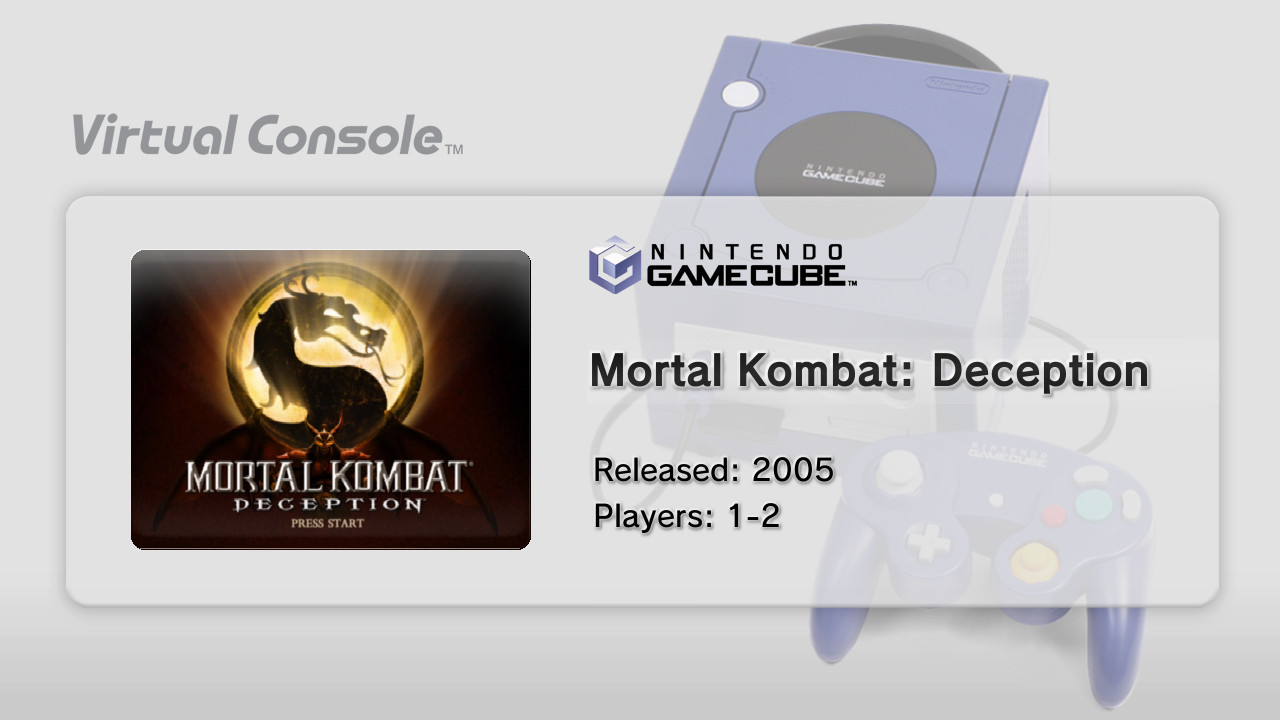 Virtual Console™
NINTENDO
GAMECUBE
NINTENDO
GAMECUBE™
Mortal Kombat: Deception
MORTAL KOMBAT®
DECEPTION
PRESS START
Released: 2005
Players: 1-2
NINTENDO
GAMECUBE